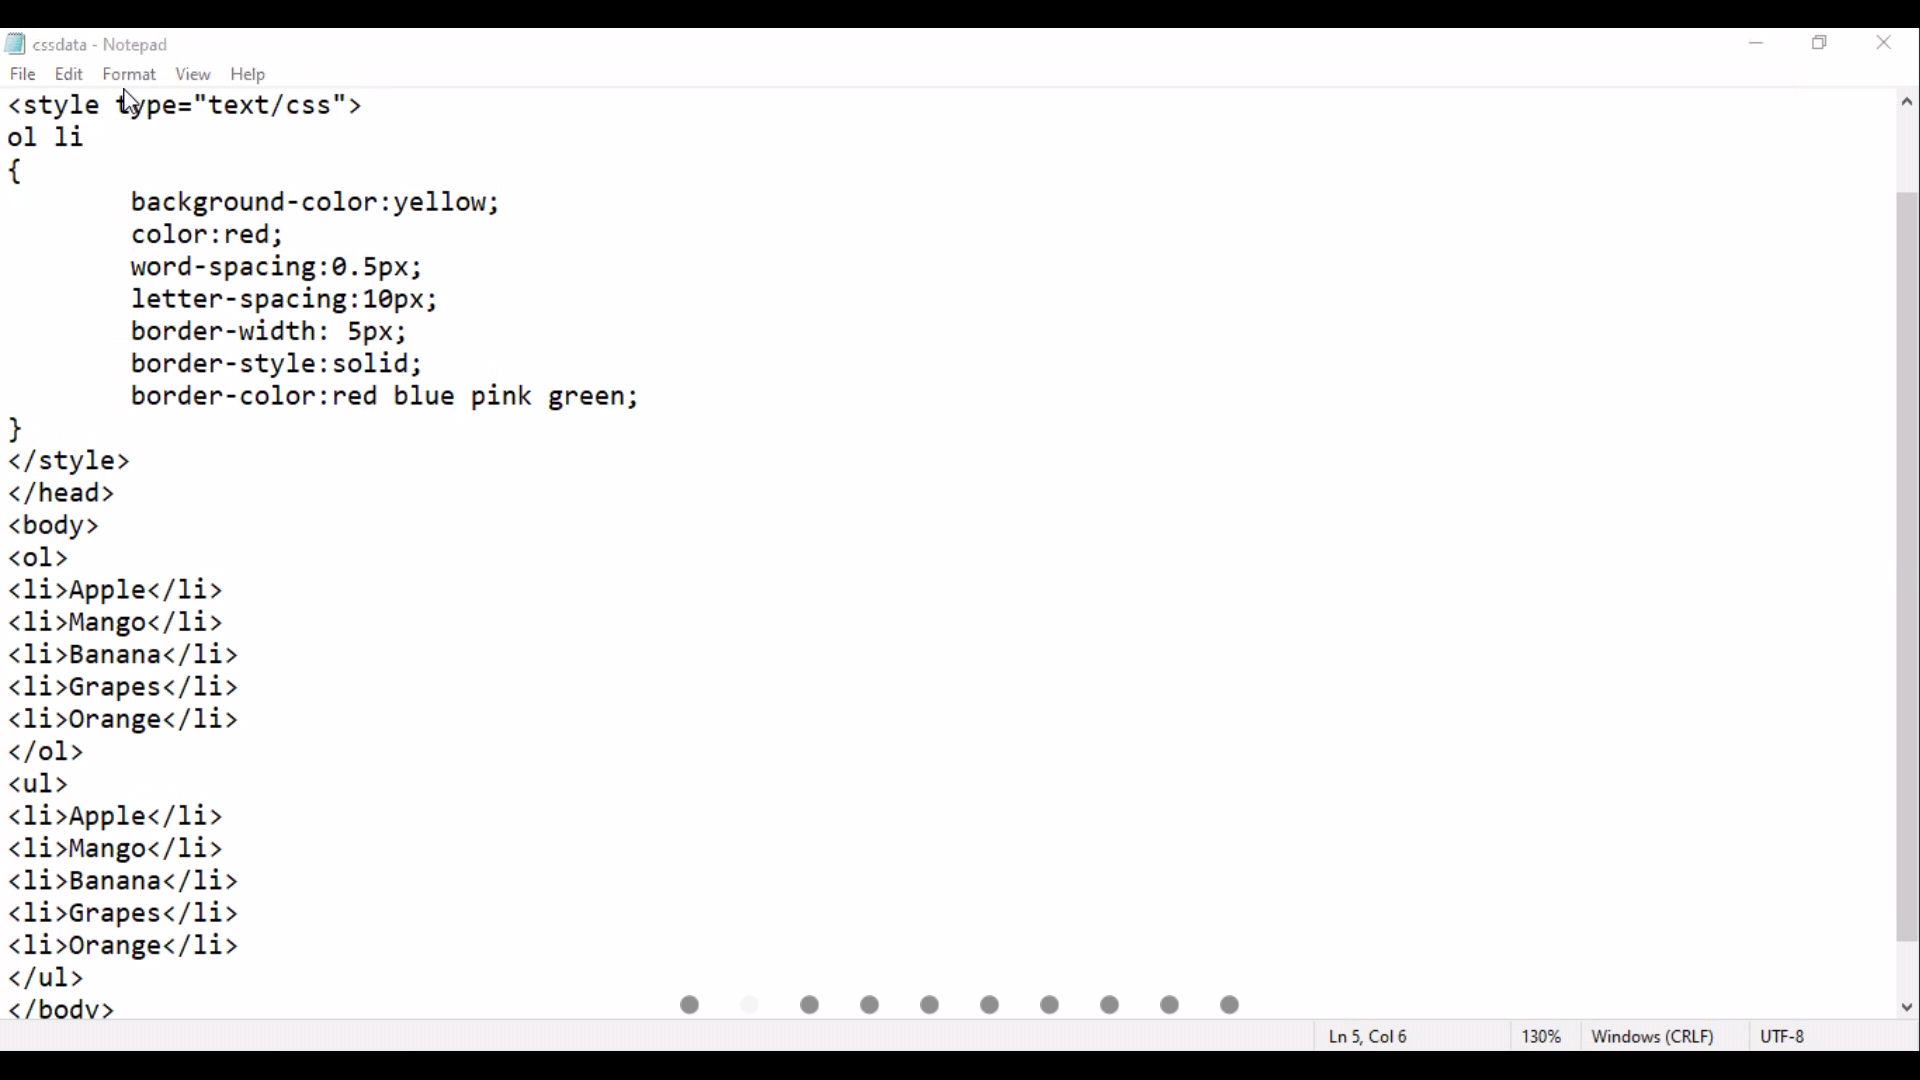 cssdata - Notepad
File Edit Format View Help
<style type="text/css">
ol li
{
background-color:yellow;
color:red;
word-spacing:0.5px;
letter-spacing:10px;
border-width: 5px;
border-style:solid;
border-color:red blue pink green;
}
</style>
</head>
<body>
<ol>
<li>Apple</li>
<li>Mango</li>
<li>Banana</li>
<li>Grapes</li>
<li>Orange</li>
</ol>
<ul>
<li>Apple</li>
<li>Mango</li>
<li>Banana</li>
<li>Grapes</li>
<li>Orange</li>
</ul>
</body>
Ln 5, Col 6 130% Windows (CRLF) UTF-8